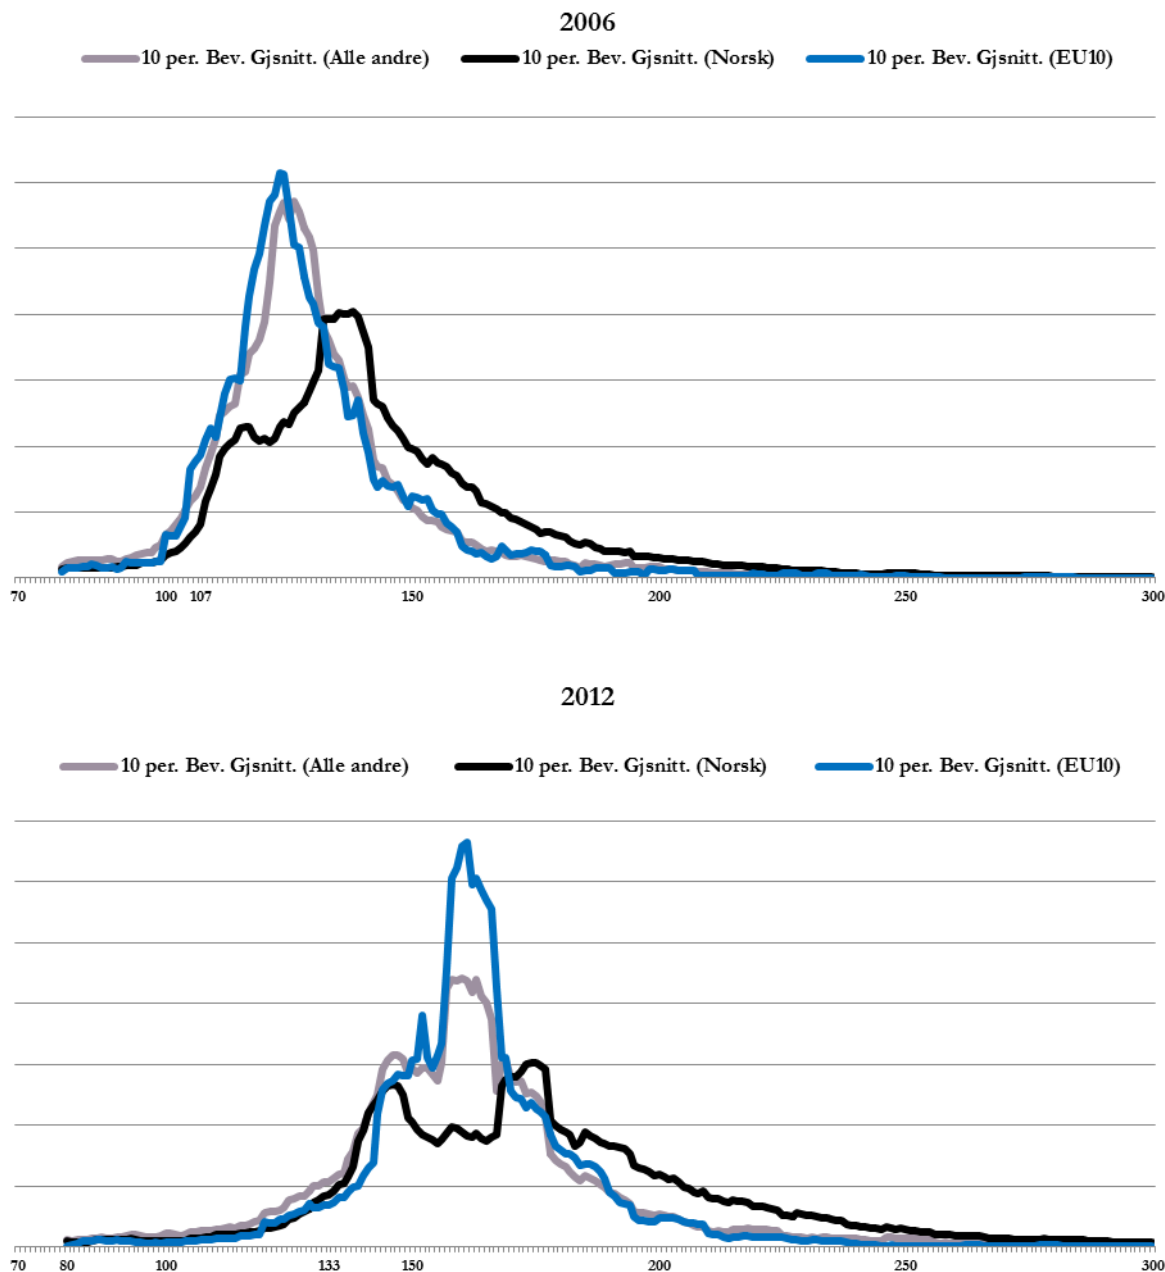 2006
10 per. Bev. Gjsnitt. (Alle andre) 10 per. Bev. Gjsnitt. (Norsk) 10 per. Bev. Gjsnitt. (EU10)
70 100 107 150 200 250 300
2012
10 per. Bev. Gjsnitt. (Alle andre) 10 per. Bev. Gjsnitt. (Norsk) 10 per. Bev. Gjsnitt. (EU10)
70 80 100 133 150 200 250 300